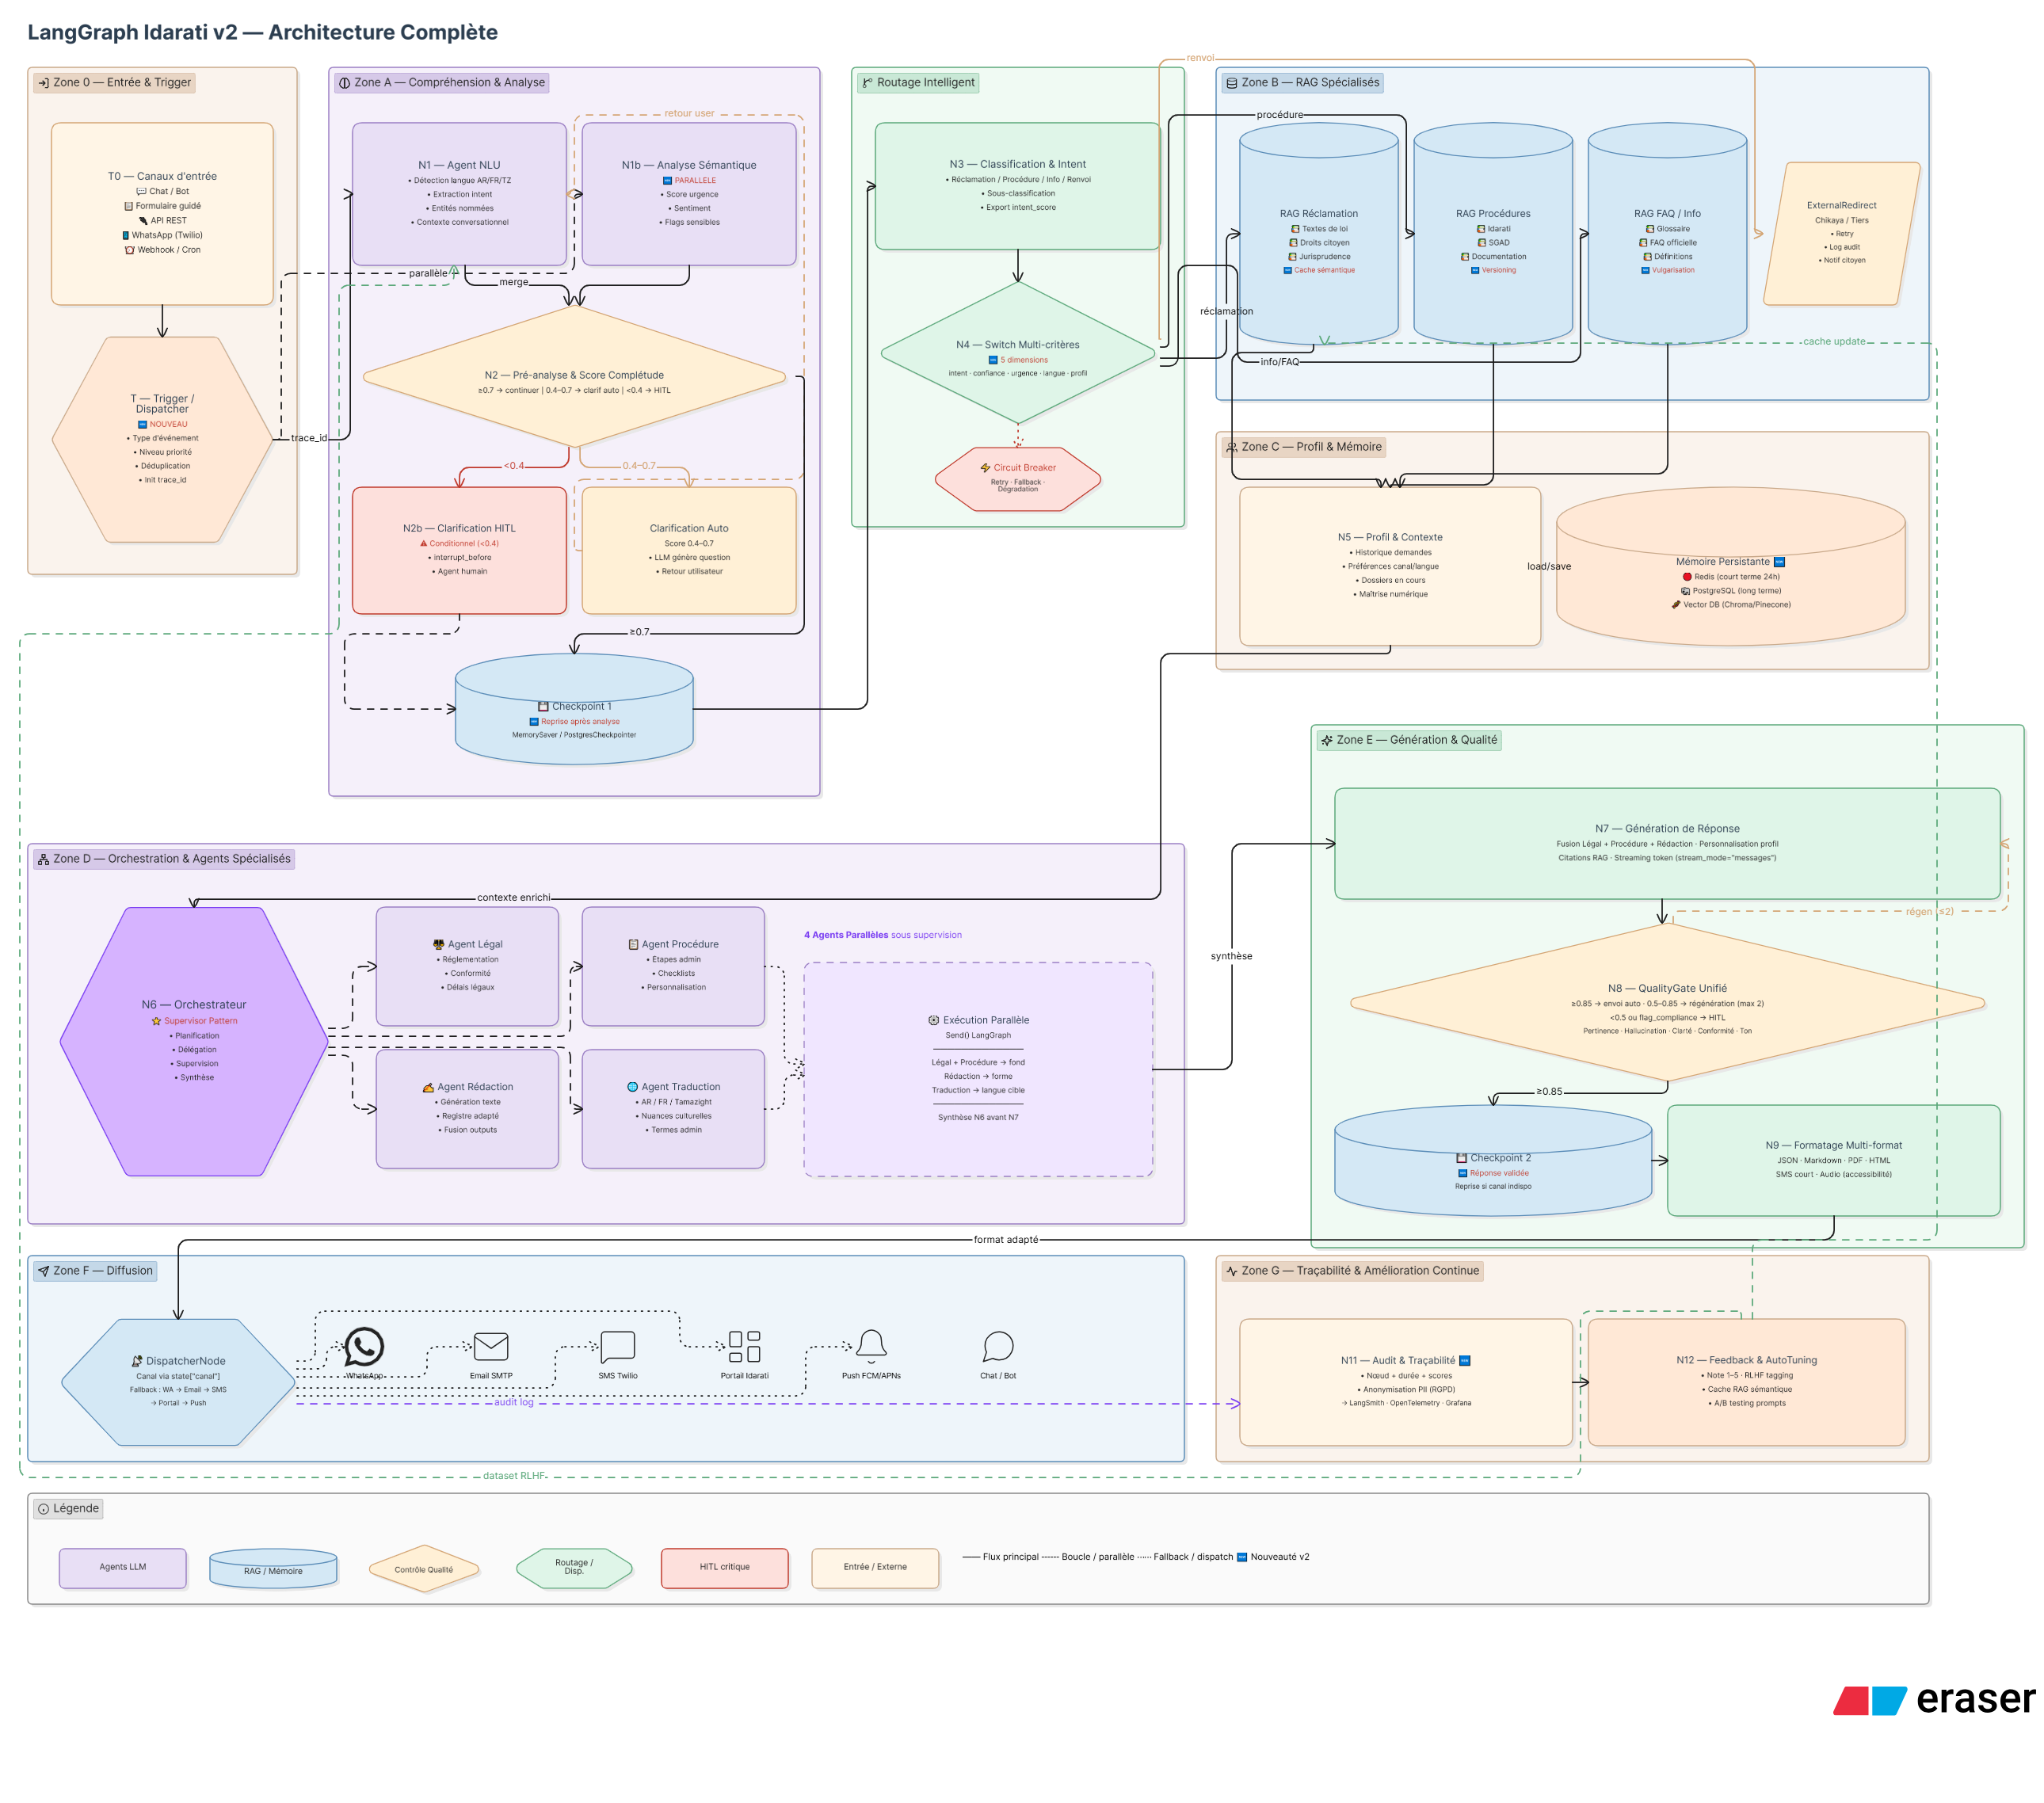 LangGraph Idarati v2 — Architecture Complète
Zone 0 — Entrée & Trigger
T0 — Canaux d'entrée
💬 Chat / Bot
Formulaire guidé
API REST
📱 WhatsApp (Twilio)
Webhook / Cron
T — Trigger /
Dispatcher
🆕 NOUVEAU
• Type d'événement
• Niveau priorité
• Déduplication
• Init trace_id
trace_id
Zone A — Compréhension & Analyse
retour user
N1 — Agent NLU
• Détection langue AR/FR/TZ
• Extraction intent
• Entités nommées
• Contexte conversationnel
N1b — Analyse Sémantique
🆕 PARALLELE
• Score urgence
• Sentiment
• Flags sensibles
parallèle
merge
N2 — Pré-analyse & Score Complétude
≥0.7 → continuer | 0.4–0.7 → clarif auto | <0.4 → HITL
<0.4
0.4–0.7
N2b — Clarification HITL
⚠ Conditionnel (<0.4)
• interrupt_before
• Agent humain
Clarification Auto
Score 0.4–0.7
• LLM génère question
• Retour utilisateur
≥0.7
💾 Checkpoint 1
🆕 Reprise après analyse
MemorySaver / PostgresCheckpointer
Routage Intelligent
N3 — Classification & Intent
• Réclamation / Procédure / Info / Renvoi
• Sous-classification
• Export intent_score
N4 — Switch Multi-critères
🆕 5 dimensions
intent · confiance · urgence · langue · profil
⚡ Circuit Breaker
Retry · Fallback ·
Dégradation
renvoi
procédure
réclamation
info/FAQ
Zone B — RAG Spécialisés
RAG Réclamation
Textes de loi
Droits citoyen
Jurisprudence
🆕 Cache sémantique
RAG Procédures
Idarati
SGAD
Documentation
🆕 Versioning
RAG FAQ / Info
Glossaire
FAQ officielle
Définitions
🆕 Vulgarisation
ExternalRedirect
Chikaya / Tiers
• Retry
• Log audit
• Notif citoyen
cache update
Zone C — Profil & Mémoire
N5 — Profil & Contexte
• Historique demandes
• Préférences canal/langue
• Dossiers en cours
• Maîtrise numérique
load/save
Mémoire Persistante 🆕
🔴 Redis (court terme 24h)
🐘 PostgreSQL (long terme)
Vector DB (Chroma/Pinecone)
Zone D — Orchestration & Agents Spécialisés
contexte enrichi
N6 — Orchestrateur
⭐ Supervisor Pattern
• Planification
• Délégation
• Supervision
• Synthèse
Agent Légal
• Réglementation
• Conformité
• Délais légaux
📋 Agent Procédure
• Étapes admin
• Checklists
• Personnalisation
✍ Agent Rédaction
• Génération texte
• Registre adapté
• Fusion outputs
🌐 Agent Traduction
• AR / FR / Tamazight
• Nuances culturelles
• Termes admin
4 Agents Parallèles sous supervision
Exécution Parallèle
Send() LangGraph
Légal + Procédure → fond
Rédaction → forme
Traduction → langue cible
Synthèse N6 avant N7
synthèse
Zone E — Génération & Qualité
N7 — Génération de Réponse
Fusion Légal + Procédure + Rédaction · Personnalisation profil
Citations RAG · Streaming token (stream_mode="messages")
régen (≤2)
N8 — QualityGate Unifié
≥0.85 → envoi auto · 0.5–0.85 → régénération (max 2)
<0.5 ou flag_compliance → HITL
Pertinence · Hallucination · Clarté · Conformité · Ton
≥0.85
💾 Checkpoint 2
🆕 Réponse validée
Reprise si canal indispo
N9 — Formatage Multi-format
JSON · Markdown · PDF · HTML
SMS court · Audio (accessibilité)
format adapté
Zone F — Diffusion
📡 DispatcherNode
Canal via state["canal"]
Fallback : WA → Email → SMS
→ Portail → Push
WhatsApp
Email SMTP
SMS Twilio
Portail Idarati
Push FCM/APNs
Chat / Bot
audit log
Zone G — Traçabilité & Amélioration Continue
N11 — Audit & Traçabilité 🆕
• Nœud + durée + scores
• Anonymisation PII (RGPD)
→ LangSmith · OpenTelemetry · Grafana
N12 — Feedback & AutoTuning
• Note 1–5 · RLHF tagging
• Cache RAG sémantique
• A/B testing prompts
dataset RLHF
Légende
Agents LLM
RAG / Mémoire
Contrôle Qualité
Routage /
Disp.
HITL critique
Entrée / Externe
—— Flux principal ------ Boucle / parallèle ······ Fallback / dispatch 🆕 Nouveauté v2
eraser